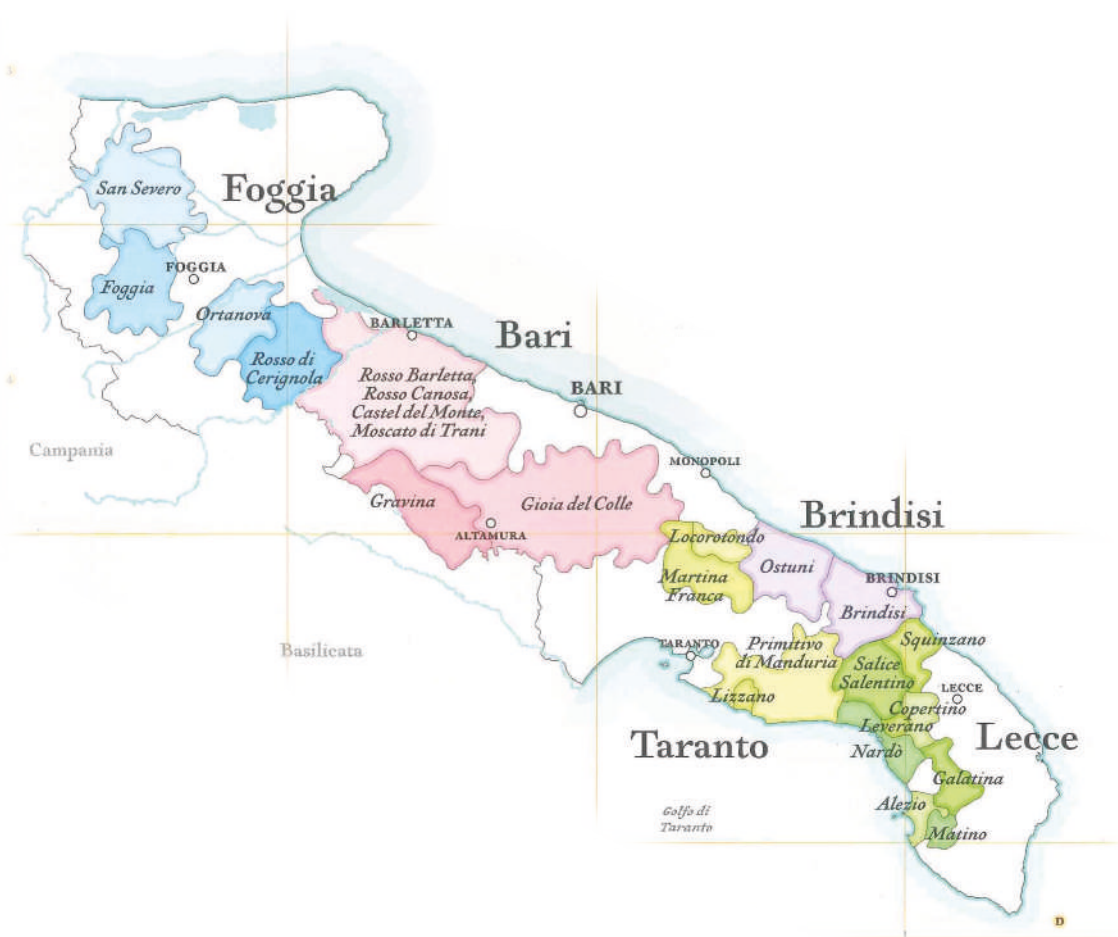 San Severo
Foggia
FOGGIA
Foggia
Ortanova
Rosso di
Cerignola
BARLETTA
Bari
Rosso Barletta,
Rosso Canosa,
Castel del Monte,
Moscato di Trani
BARI
Campania
MONOPOLI
Gravina
Gioia del Colle
ALTAMURA
Brindisi
Locorotondo
Ostuni
Martina
Franca
BRINDISI
Brindisi
Basilicata
TARANTO
Primitivo
di Manduria
Squinzano
Salice
Salentino
Lizzano
LECCE
Copertino
Leverano
Taranto
Nardò
Lecce
Galatina
Alezio
Golfo di
Taranto
Matino
D